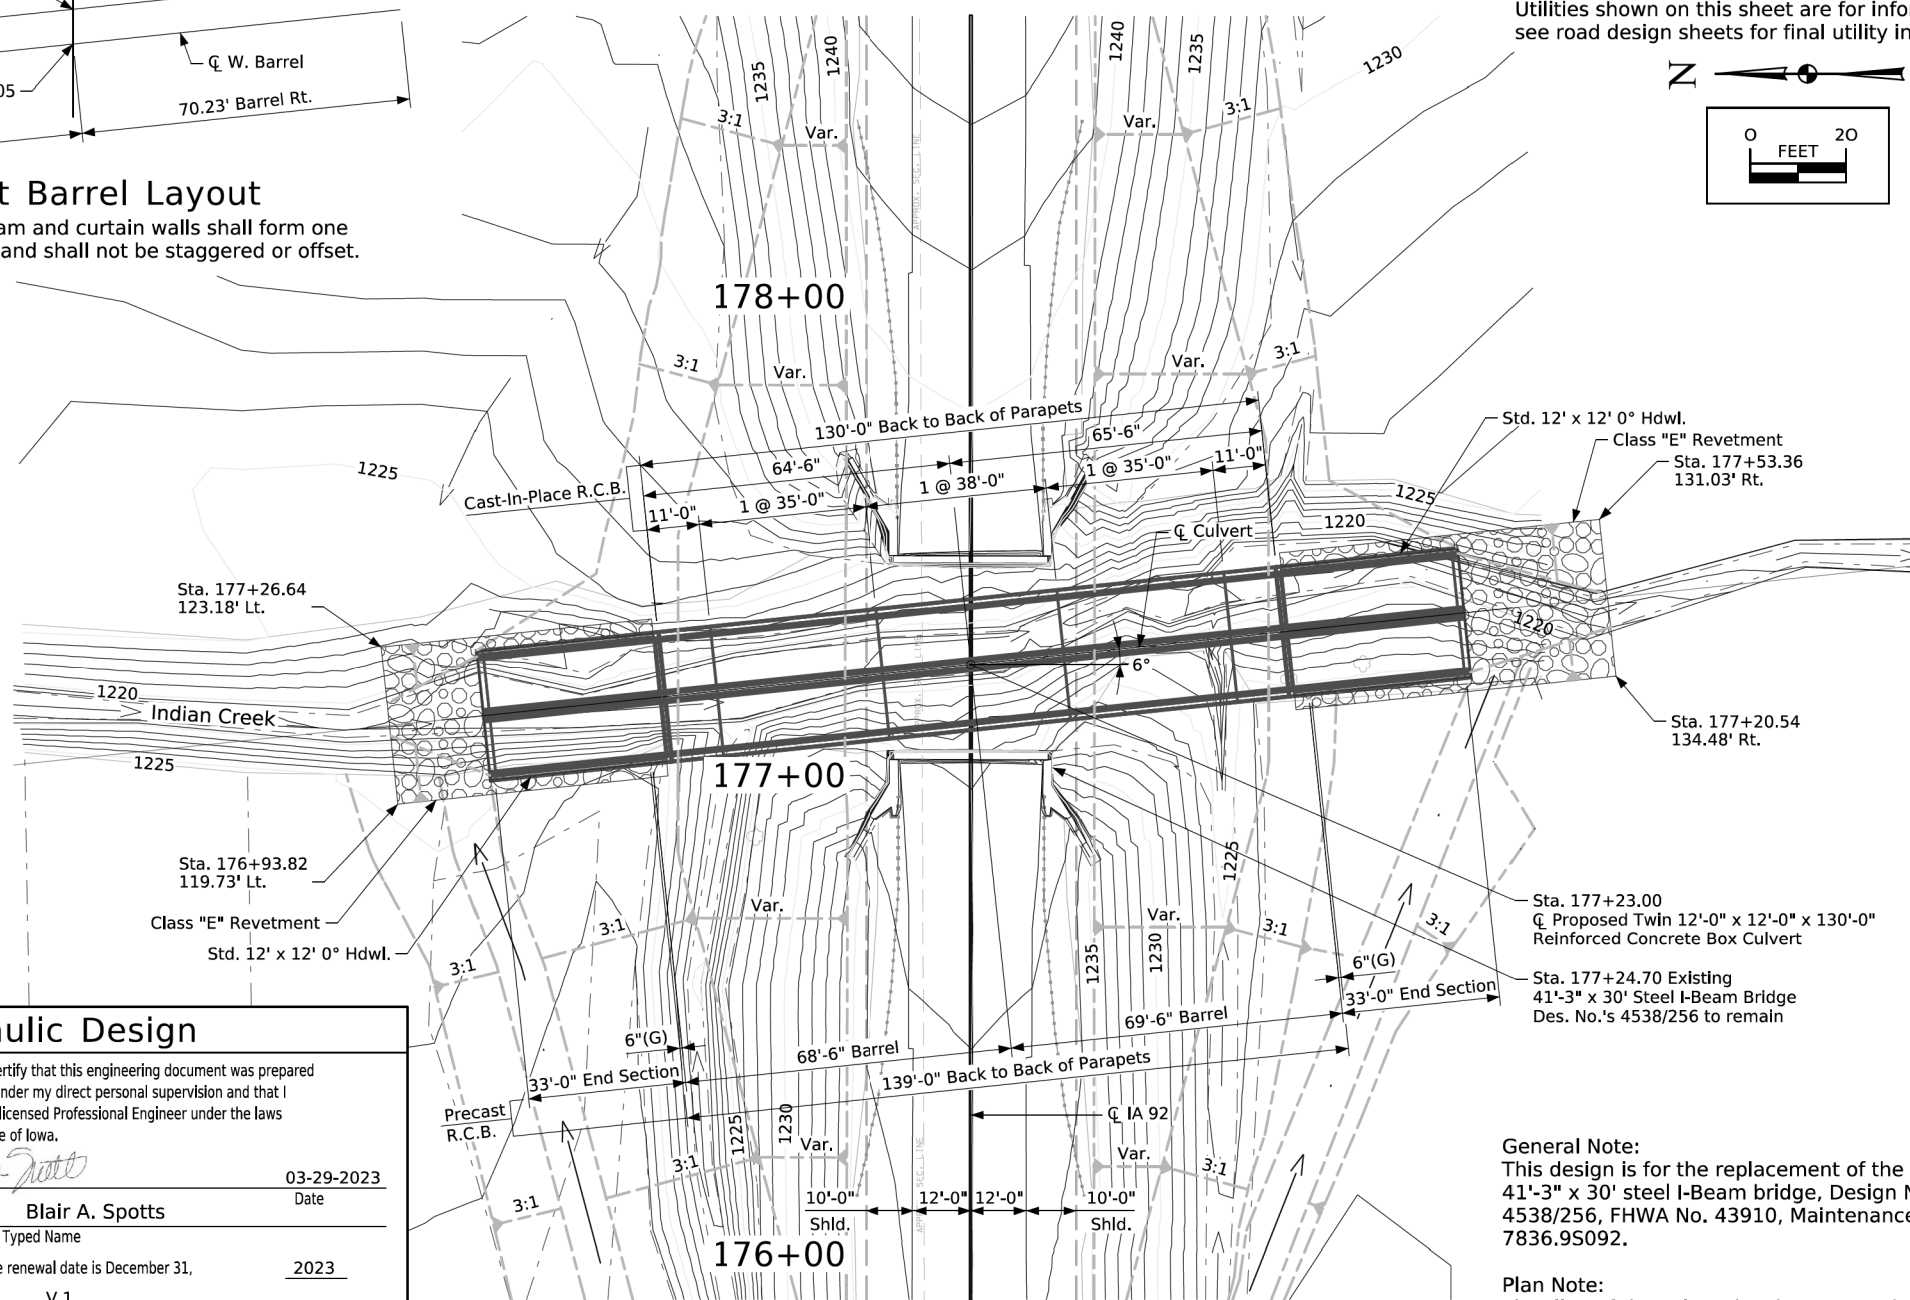 05
℄ W. Barrel
70.23' Barrel Rt.
t Barrel Layout
am and curtain walls shall form one
and shall not be staggered or offset.
Utilities shown on this sheet are for info
see road design sheets for final utility in
N
0 20
FEET
1235
1240
1240
1235
1230
3:1
Var.
Var.
3:1
APPROX. SEC. LINE
178+00
3:1
Var.
Var.
3:1
130'-0" Back to Back of Parapets
64'-6"
65'-6"
Cast-In-Place R.C.B.
11'-0"
1 @ 35'-0"
1 @ 38'-0"
1 @ 35'-0"
11'-0"
1225
Std. 12' x 12' 0° Hdwl.
Class "E" Revetment
Sta. 177+53.36
131.03' Rt.
1225
1220
℄ Culvert
Sta. 177+26.64
123.18' Lt.
1220
6°
1220
Indian Creek
1225
Sta. 177+20.54
134.48' Rt.
177+00
Sta. 176+93.82
119.73' Lt.
Class "E" Revetment
Std. 12' x 12' 0° Hdwl.
1225
Var.
3:1
3:1
Var.
3:1
3:1
1235
1230
Sta. 177+23.00
℄ Proposed Twin 12'-0" x 12'-0" x 130'-0"
Reinforced Concrete Box Culvert
Sta. 177+24.70 Existing
41'-3" x 30' Steel I-Beam Bridge
Des. No.'s 4538/256 to remain
6"(G)
33'-0" End Section
69'-6" Barrel
6"(G)
68'-6" Barrel
33'-0" End Section
139'-0" Back to Back of Parapets
Precast
R.C.B.
℄ IA 92
1225
1230
Var.
3:1
3:1
Var.
3:1
APPROX. SEC. LINE
10'-0"
Shld.
12'-0"
12'-0"
10'-0"
Shld.
176+00
aulic Design
ertify that this engineering document was prepared
nder my direct personal supervision and that I
licensed Professional Engineer under the laws
e of Iowa.
03-29-2023
Date
Blair A. Spotts
Typed Name
e renewal date is December 31,
2023
V.1
General Note:
This design is for the replacement of the
41'-3" x 30' steel I-Beam bridge, Design N
4538/256, FHWA No. 43910, Maintenance
7836.9S092.
Plan Note: